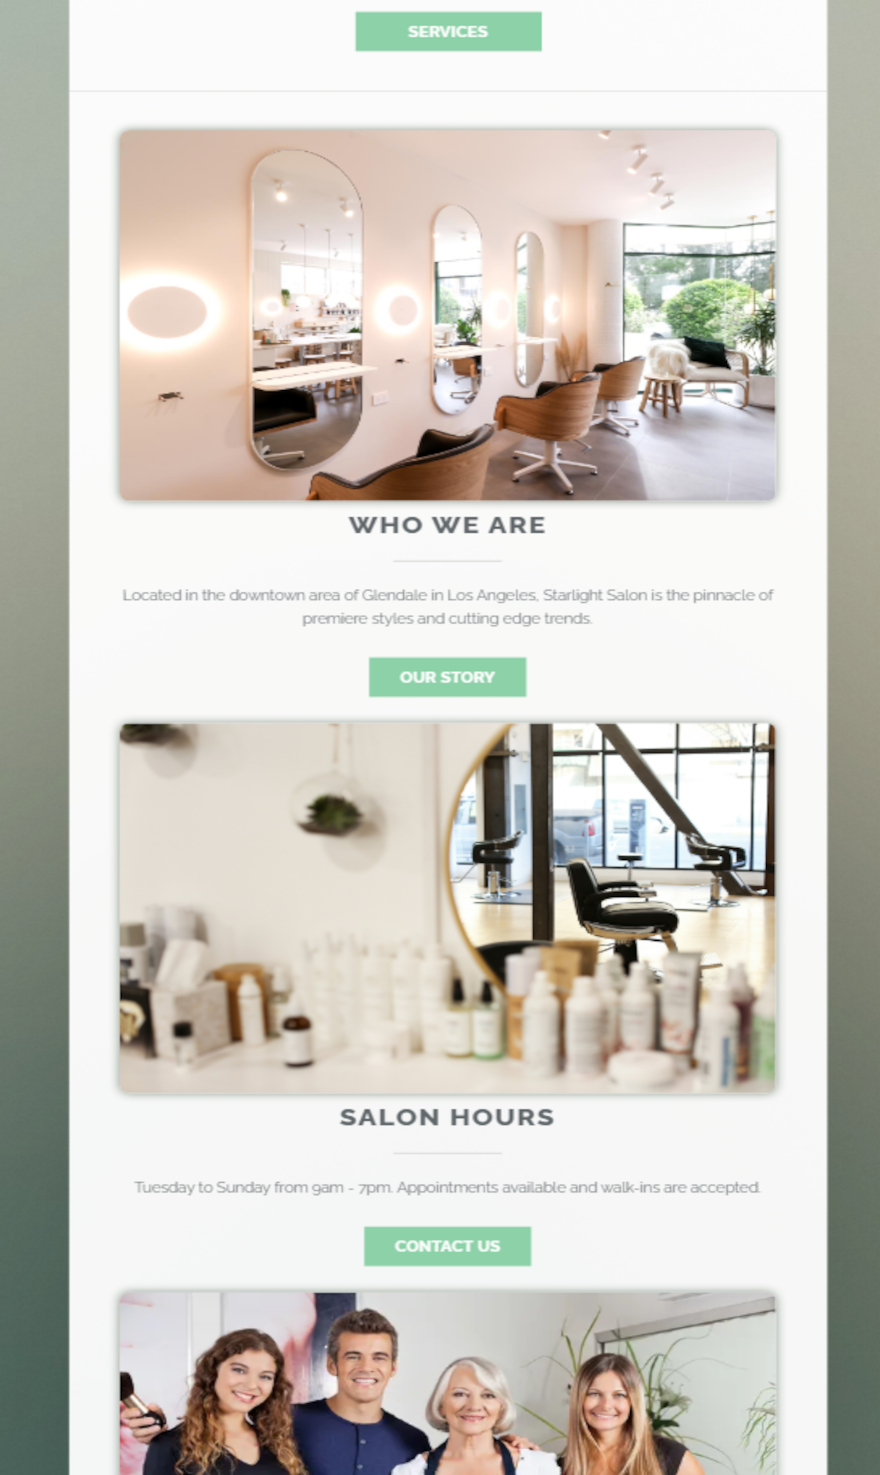 SERVICES
WHO WE ARE
Located in the downtown area of Glendale in Los Angeles, Starlight Salon is the pinnacle of
premiere styles and cutting edge trends.
OUR STORY
SALON HOURS
Tuesday to Sunday from 9am - 7pm. Appointments available and walk-ins are accepted.
CONTACT US